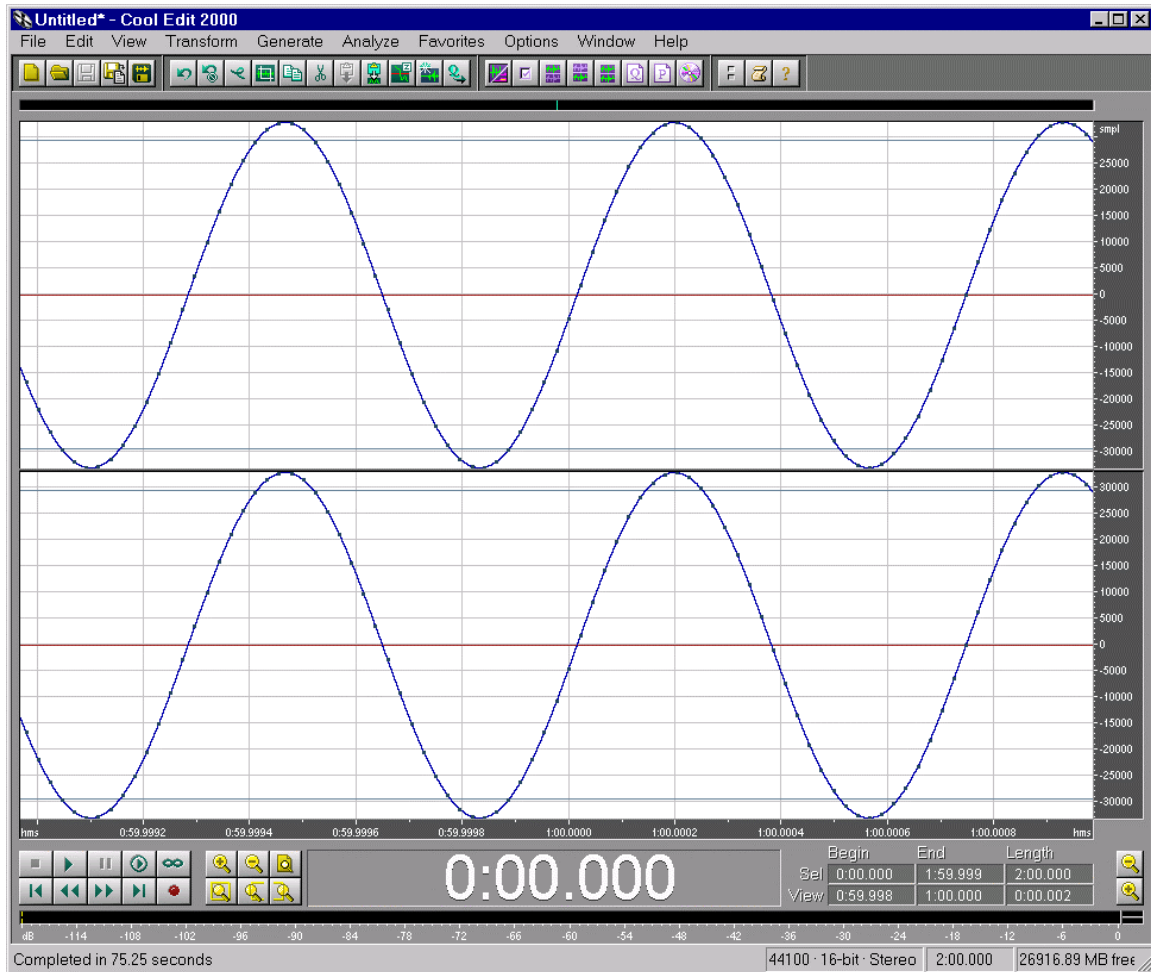 Untitled* - Cool Edit 2000
File Edit View Transform Generate Analyze Favorites Options Window Help
smpl
25000
20000
15000
10000
5000
0
-5000
-10000
-15000
-20000
-25000
-30000
30000
25000
20000
15000
10000
5000
0
-5000
-10000
-15000
-20000
-25000
-30000
hms 0:59.9992 0:59.9994 0:59.9996 0:59.9998 1:00.0000 1:00.0002 1:00.0004 1:00.0006 1:00.0008 hms
0:00.000
Begin End Length
Sel 0:00.000 1:59.999 2:00.000
View 0:59.998 1:00.000 0:00.002
dB -114 -108 -102 -96 -90 -84 -78 -72 -66 -60 -54 -48 -42 -36 -30 -24 -18 -12 -6 0
Completed in 75.25 seconds
44100 · 16-bit · Stereo 2:00.000 26916.89 MB free